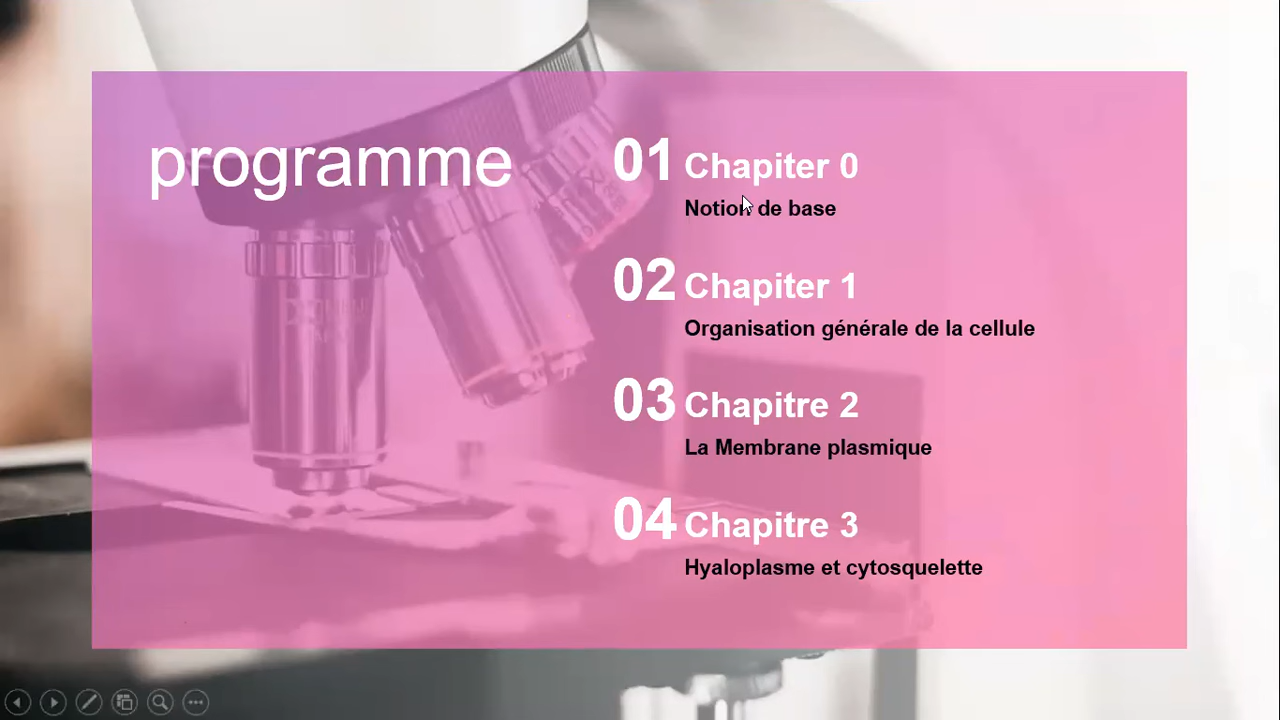 programme
01 Chapiter 0
Notion de base
02 Chapiter 1
Organisation générale de la cellule
03 Chapitre 2
La Membrane plasmique
04 Chapitre 3
Hyaloplasme et cytosquelette